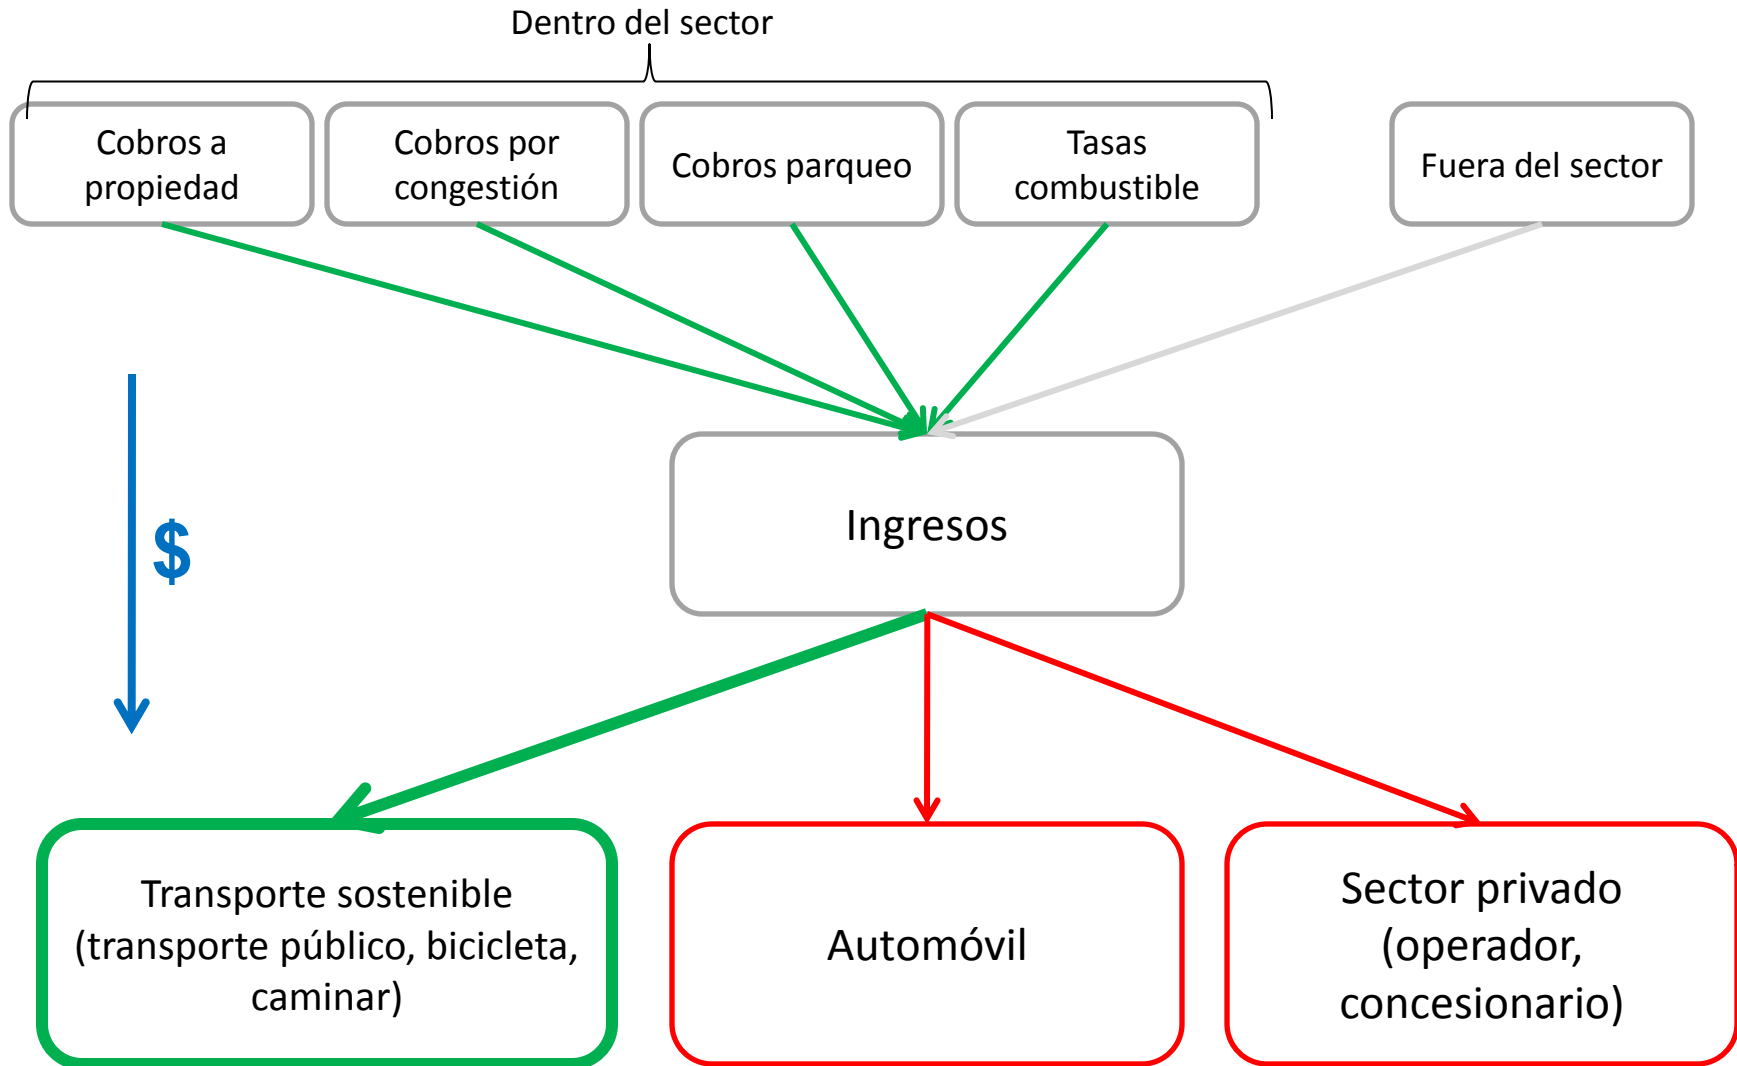 Dentro del sector
Cobros a
propiedad
Cobros por
congestión
Cobros parqueo
Tasas
combustible
Fuera del sector
$
Ingresos
Transporte sostenible
(transporte público, bicicleta,
caminar)
Automóvil
Sector privado
(operador,
concesionario)